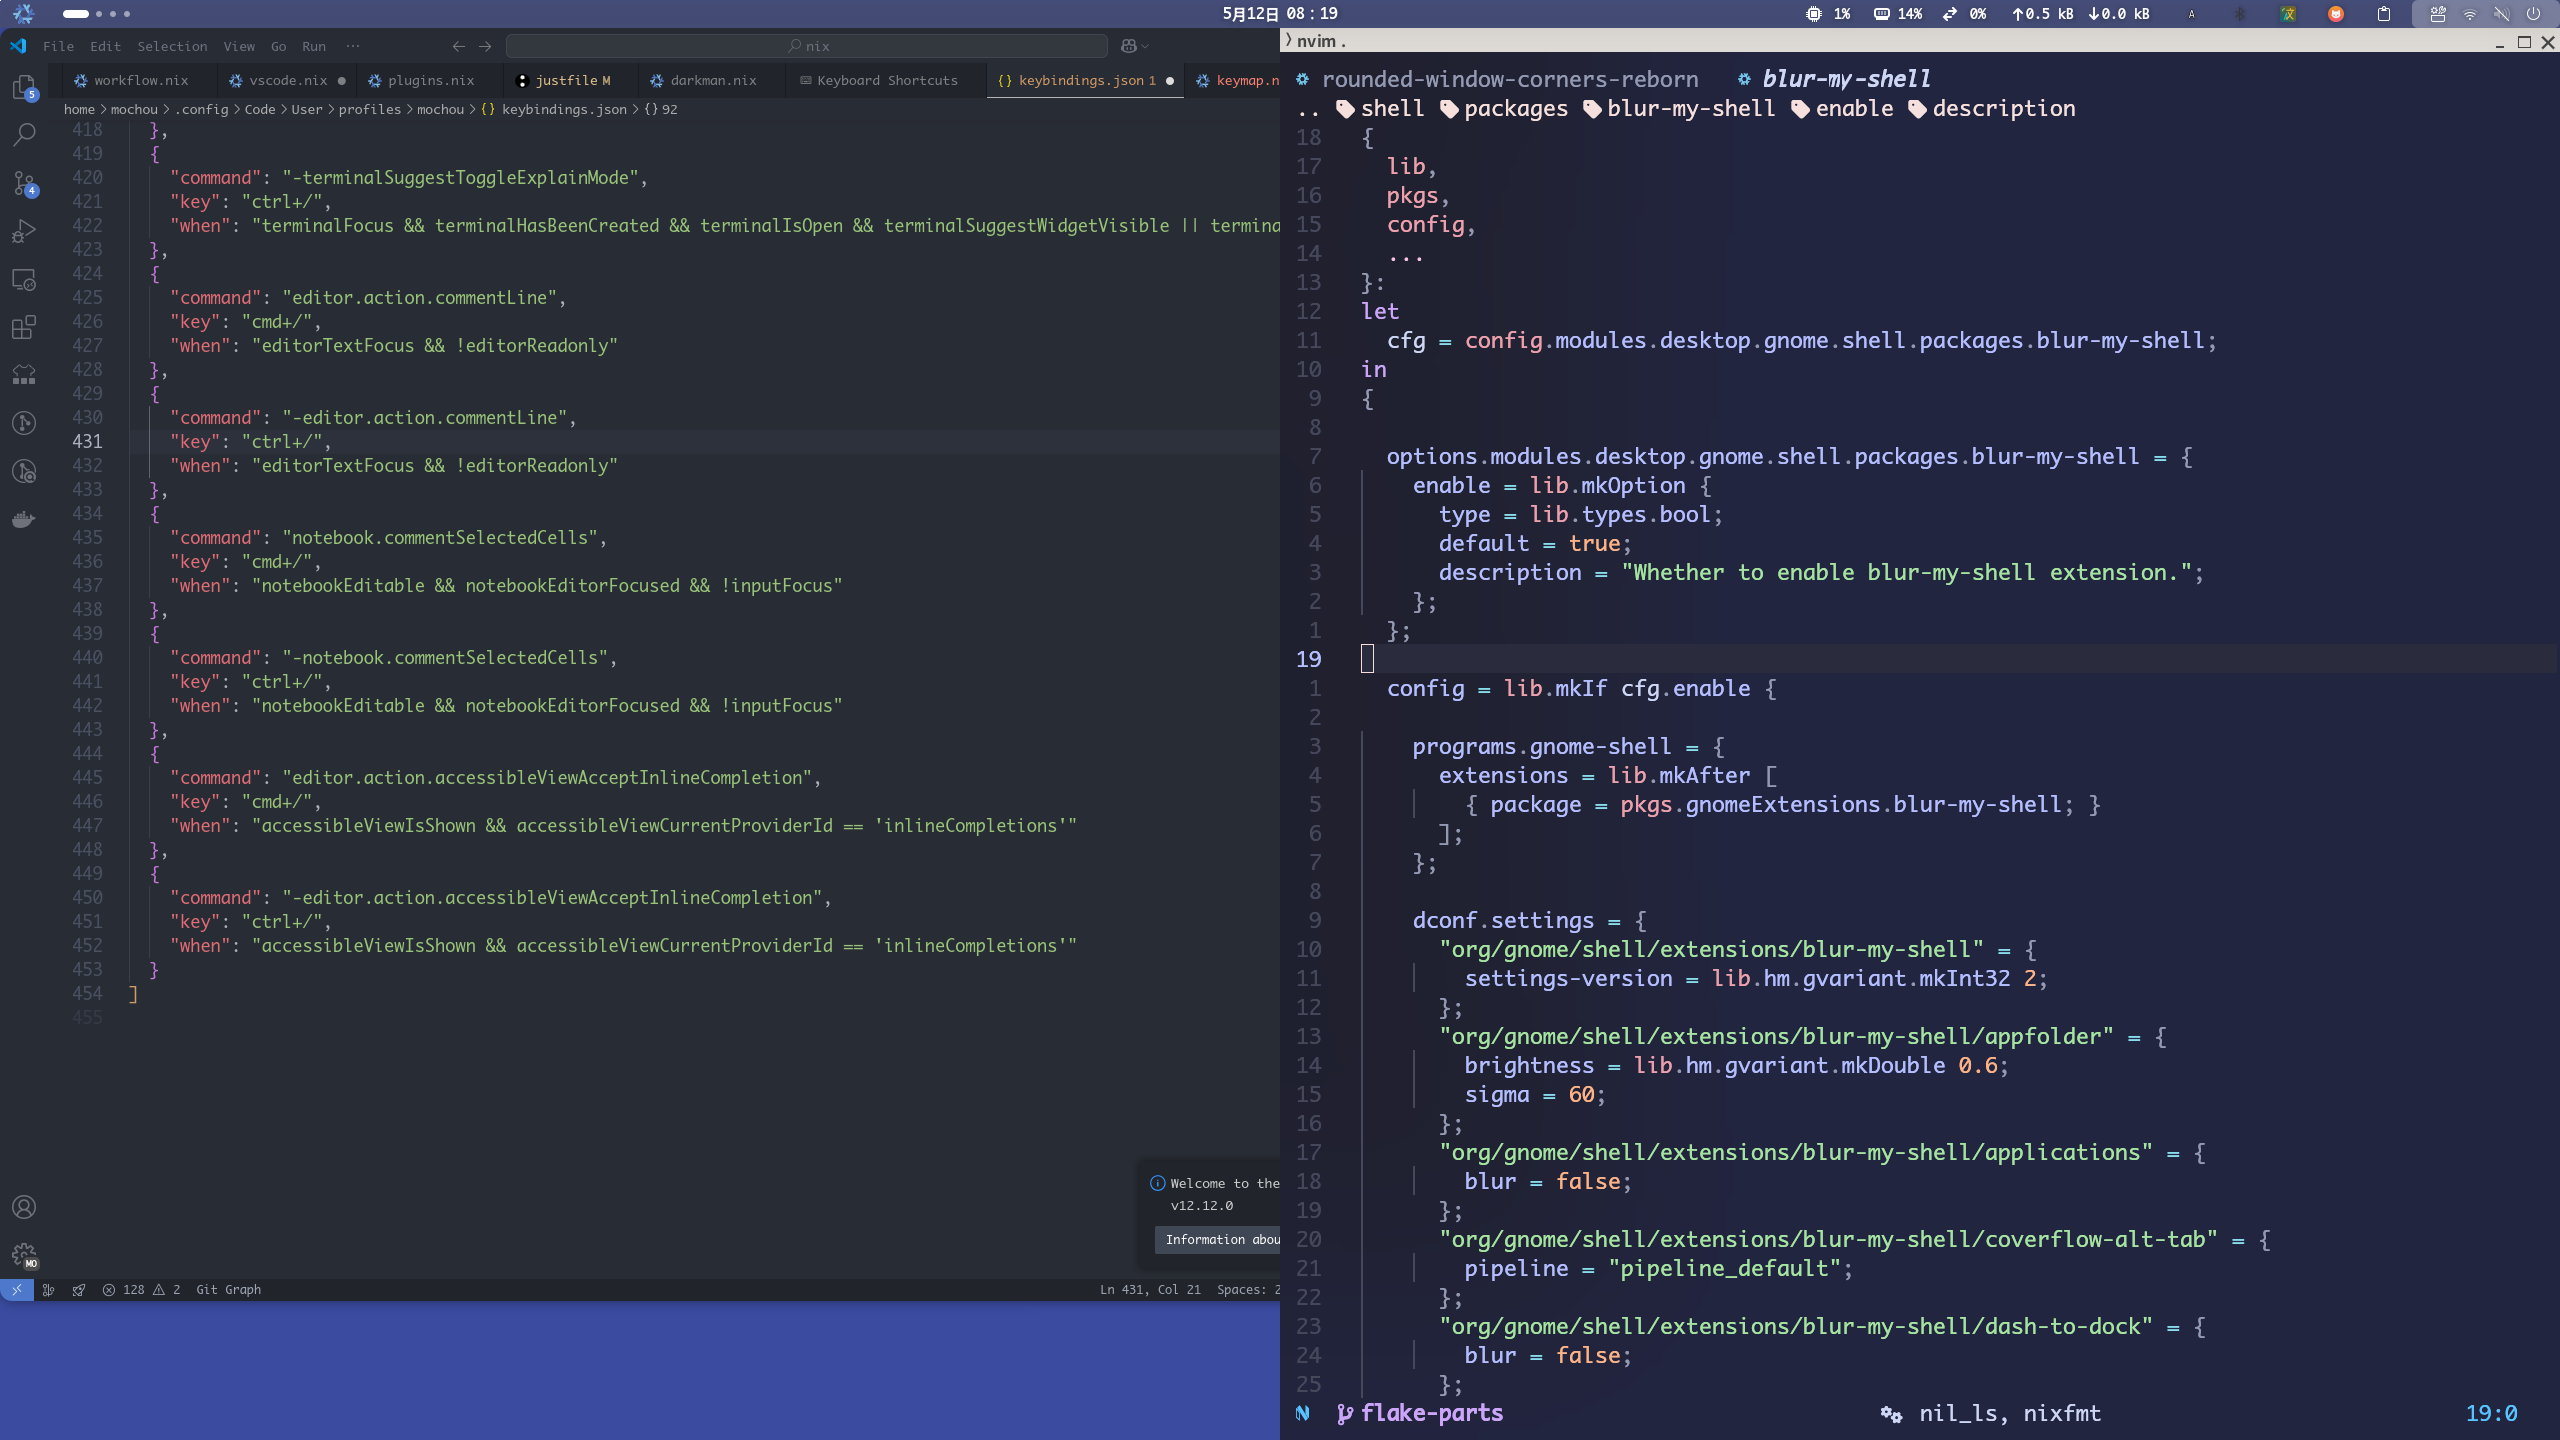 5月12日 08：19
1% 14% 0% ↑0.5 kB ↓0.0 kB A 汉
File Edit Selection View Go Run ··· ← → nix
workflow.nix vscode.nix ● plugins.nix justfile M darkman.nix Keyboard Shortcuts {} keybindings.json 1 ● keymap.n
home > mochou > .config > Code > User > profiles > mochou > {} keybindings.json > {} 92
5
4
418 },
419 {
420 "command": "-terminalSuggestToggleExplainMode",
421 "key": "ctrl+/",
422 "when": "terminalFocus && terminalHasBeenCreated && terminalIsOpen && terminalSuggestWidgetVisible || termina
423 },
424 {
425 "command": "editor.action.commentLine",
426 "key": "cmd+/",
427 "when": "editorTextFocus && !editorReadonly"
428 },
429 {
430 "command": "-editor.action.commentLine",
431 "key": "ctrl+/",
432 "when": "editorTextFocus && !editorReadonly"
433 },
434 {
435 "command": "notebook.commentSelectedCells",
436 "key": "cmd+/",
437 "when": "notebookEditable && notebookEditorFocused && !inputFocus"
438 },
439 {
440 "command": "-notebook.commentSelectedCells",
441 "key": "ctrl+/",
442 "when": "notebookEditable && notebookEditorFocused && !inputFocus"
443 },
444 {
445 "command": "editor.action.accessibleViewAcceptInlineCompletion",
446 "key": "cmd+/",
447 "when": "accessibleViewIsShown && accessibleViewCurrentProviderId == 'inlineCompletions'"
448 },
449 {
450 "command": "-editor.action.accessibleViewAcceptInlineCompletion",
451 "key": "ctrl+/",
452 "when": "accessibleViewIsShown && accessibleViewCurrentProviderId == 'inlineCompletions'"
453 }
454 ]
455
Welcome to the
v12.12.0
Information abou
MO
128 2 Git Graph Ln 431, Col 21 Spaces: 2
nvim .
rounded-window-corners-reborn blur-my-shell
.. shell packages blur-my-shell enable description
18 {
17 lib,
16 pkgs,
15 config,
14 ...
13 }:
12 let
11 cfg = config.modules.desktop.gnome.shell.packages.blur-my-shell;
10 in
9 {
8
7 options.modules.desktop.gnome.shell.packages.blur-my-shell = {
6 enable = lib.mkOption {
5 type = lib.types.bool;
4 default = true;
3 description = "Whether to enable blur-my-shell extension.";
2 };
1 };
19
1 config = lib.mkIf cfg.enable {
2
3 programs.gnome-shell = {
4 extensions = lib.mkAfter [
5 { package = pkgs.gnomeExtensions.blur-my-shell; }
6 ];
7 };
8
9 dconf.settings = {
10 "org/gnome/shell/extensions/blur-my-shell" = {
11 settings-version = lib.hm.gvariant.mkInt32 2;
12 };
13 "org/gnome/shell/extensions/blur-my-shell/appfolder" = {
14 brightness = lib.hm.gvariant.mkDouble 0.6;
15 sigma = 60;
16 };
17 "org/gnome/shell/extensions/blur-my-shell/applications" = {
18 blur = false;
19 };
20 "org/gnome/shell/extensions/blur-my-shell/coverflow-alt-tab" = {
21 pipeline = "pipeline_default";
22 };
23 "org/gnome/shell/extensions/blur-my-shell/dash-to-dock" = {
24 blur = false;
25 };
flake-parts nil_ls, nixfmt 19:0